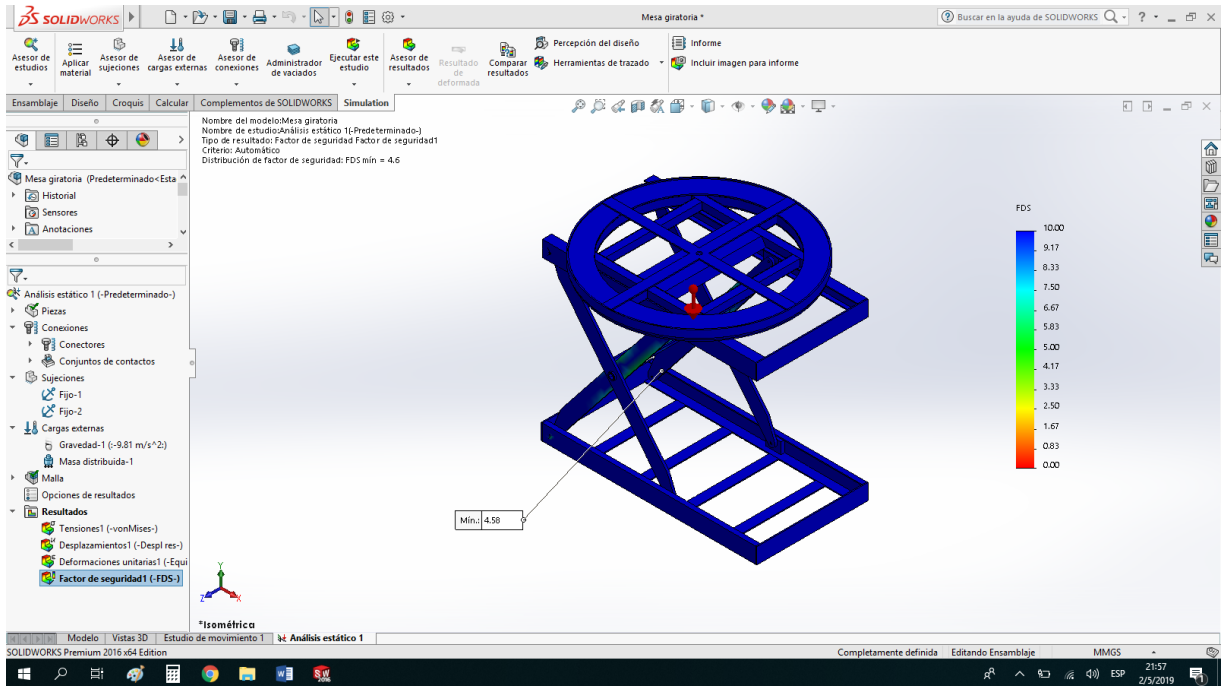 SOLIDWORKS
Mesa giratoria *
Buscar en la ayuda de SOLIDWORKS
Asesor de estudios
Aplicar material
Asesor de sujeciones
Asesor de cargas externas
Asesor de conexiones
Administrador de vaciados
Ejecutar este estudio
Asesor de resultados
Resultado de deformada
Comparar resultados
Percepción del diseño
Herramientas de trazado
Informe
Incluir imagen para informe
Ensamblaje Diseño Croquis Calcular Complementos de SOLIDWORKS Simulation
Nombre del modelo:Mesa giratoria
Nombre de estudio:Análisis estático 1(-Predeterminado-)
Tipo de resultado: Factor de seguridad Factor de seguridad1
Criterio: Automático
Distribución de factor de seguridad: FDS mín = 4.6
Mesa giratoria (Predeterminado<Esta
Historial
Sensores
Anotaciones
Análisis estático 1 (-Predeterminado-)
Piezas
Conexiones
Conectores
Conjuntos de contactos
Sujeciones
Fijo-1
Fijo-2
Cargas externas
Gravedad-1 (:-9.81 m/s^2:)
Masa distribuida-1
Malla
Opciones de resultados
Resultados
Tensiones1 (-vonMises-)
Desplazamientos1 (-Despl res-)
Deformaciones unitarias1 (-Equi
Factor de seguridad1 (-FDS-)
Mín.: 4.58
FDS
10.00
9.17
8.33
7.50
6.67
5.83
5.00
4.17
3.33
2.50
1.67
0.83
0.00
Y
Z
X
*Isométrica
Modelo Vistas 3D Estudio de movimiento 1 Análisis estático 1
SOLIDWORKS Premium 2016 x64 Edition
Completamente definida Editando Ensamblaje MMGS
ESP
21:57
2/5/2019